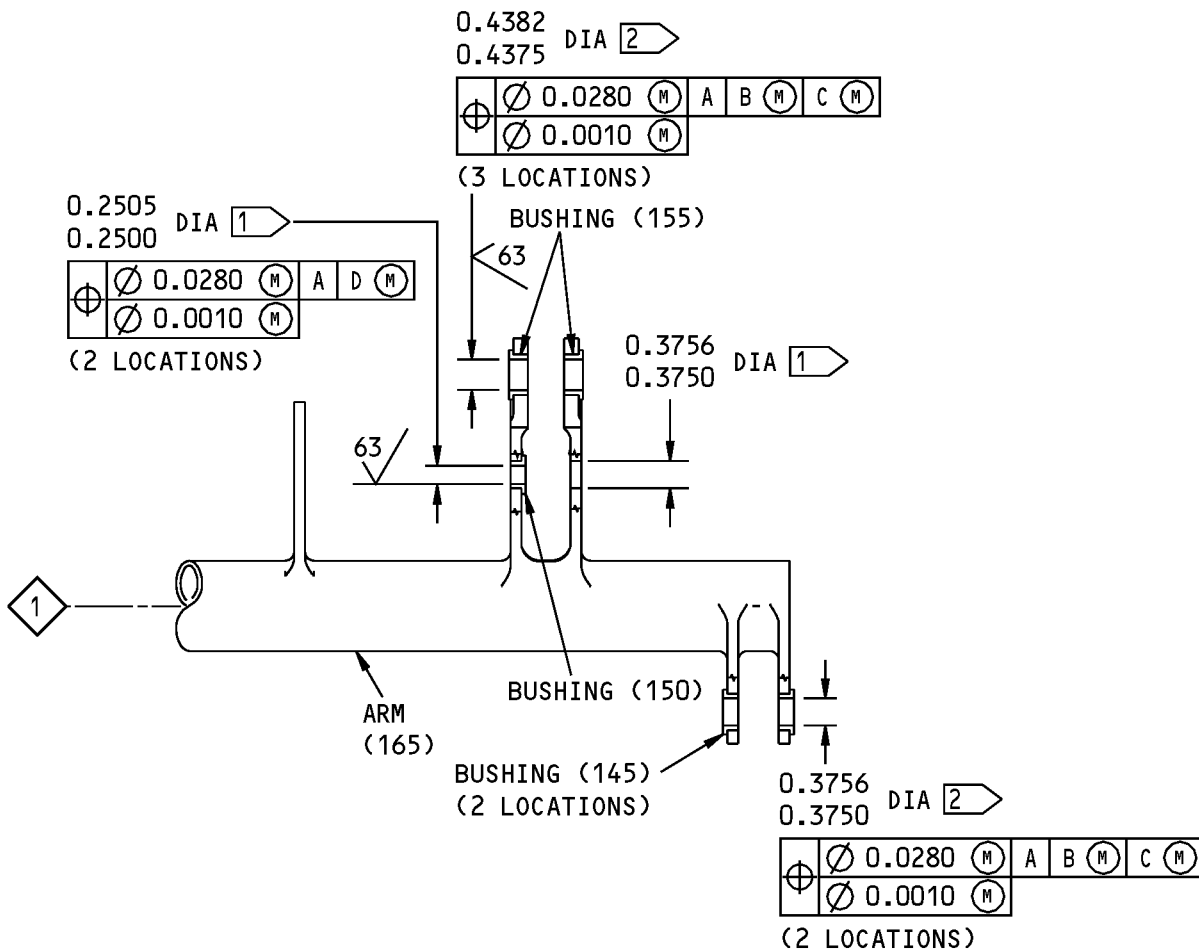 0.4382
0.4375 DIA 2
⌖ ⌀ 0.0280 Ⓜ A B Ⓜ C Ⓜ
⌀ 0.0010 Ⓜ
(3 LOCATIONS)
0.2505
0.2500 DIA 1
⌖ ⌀ 0.0280 Ⓜ A D Ⓜ
⌀ 0.0010 Ⓜ
(2 LOCATIONS)
BUSHING (155)
63
0.3756
0.3750 DIA 1
63
1
BUSHING (150)
ARM
(165)
BUSHING (145)
(2 LOCATIONS)
0.3756
0.3750 DIA 2
⌖ ⌀ 0.0280 Ⓜ A B Ⓜ C Ⓜ
⌀ 0.0010 Ⓜ
(2 LOCATIONS)